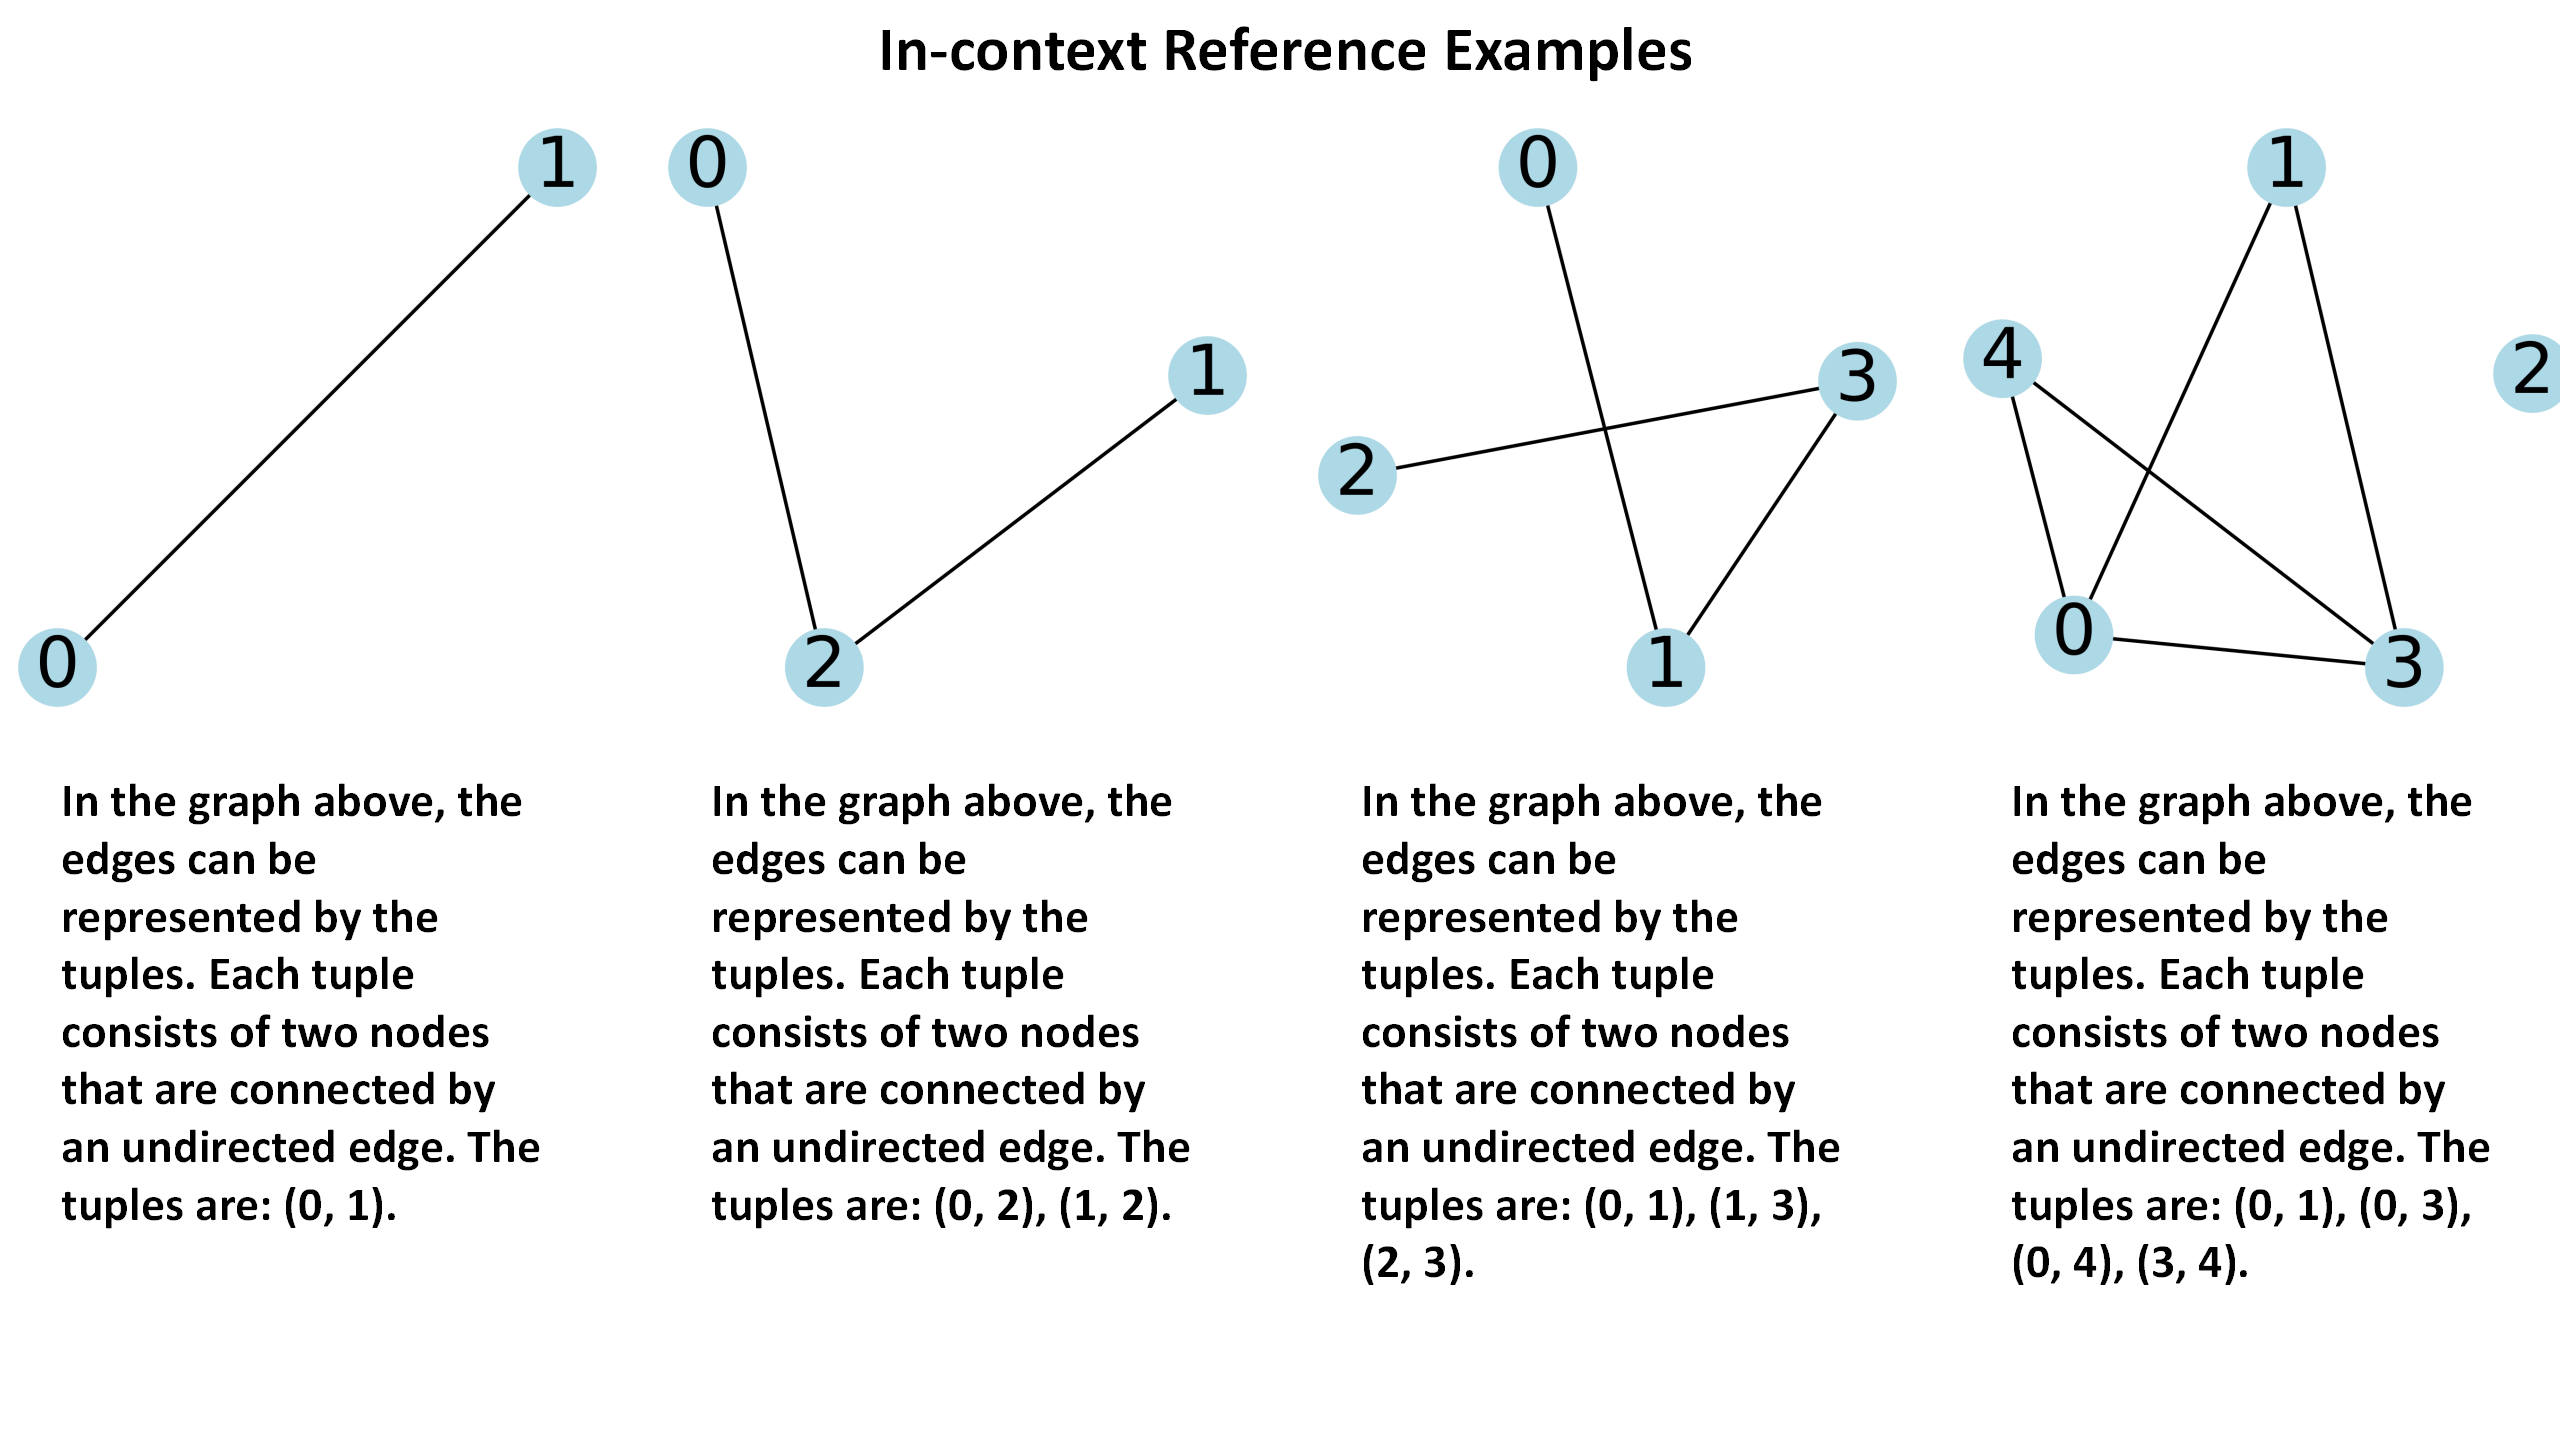 In-context Reference Examples
1
0
0
1
2
0
3
2
1
1
4
2
0
3
In the graph above, the
edges can be
represented by the
tuples. Each tuple
consists of two nodes
that are connected by
an undirected edge. The
tuples are: (0, 1).
In the graph above, the
edges can be
represented by the
tuples. Each tuple
consists of two nodes
that are connected by
an undirected edge. The
tuples are: (0, 2), (1, 2).
In the graph above, the
edges can be
represented by the
tuples. Each tuple
consists of two nodes
that are connected by
an undirected edge. The
tuples are: (0, 1), (1, 3),
(2, 3).
In the graph above, the
edges can be
represented by the
tuples. Each tuple
consists of two nodes
that are connected by
an undirected edge. The
tuples are: (0, 1), (0, 3),
(0, 4), (3, 4).